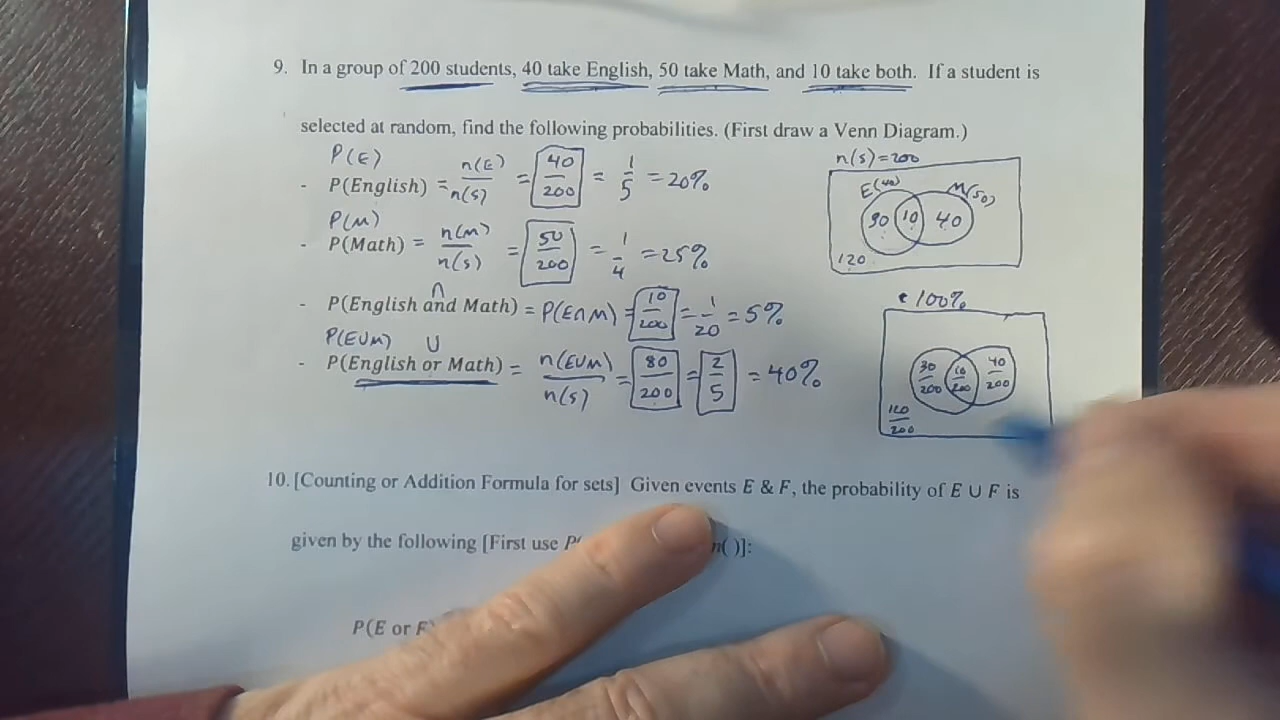 9. In a group of 200 students, 40 take English, 50 take Math, and 10 take both. If a student is
selected at random, find the following probabilities. (First draw a Venn Diagram.)
P(E)
- P(English) = n(E)/n(s) = 40/200 = 1/5 = 20%
P(M)
- P(Math) = n(M)/n(s) = 50/200 = 1/4 = 25%
∩
- P(English and Math) = P(E∩M) = 10/200 = 1/20 = 5%
P(EUM) U
- P(English or Math) = n(EUM)/n(s) = 80/200 = 2/5 = 40%
n(s)=200
E(40) M(50)
30 10 40
120
100%
30/200 10/200 40/200
120/200
10. [Counting or Addition Formula for sets] Given events E & F, the probability of E ∪ F is
given by the following [First use n( )]:
P(E or F)